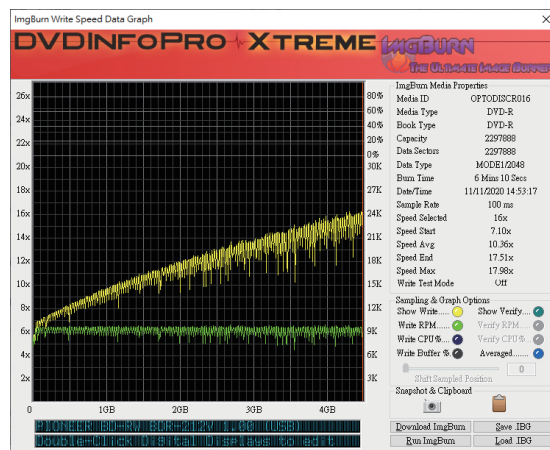 ImgBurn Write Speed Data Graph
DVDINFOPRO XTREME
IMGBURN
THE ULTIMATE IMAGE BURNER
26x
24x
22x
20x
18x
16x
14x
12x
10x
8x
6x
4x
2x
80%
60%
40%
20%
0%
30K
27K
24K
21K
18K
15K
12K
9K
6K
3K
0 1GB 2GB 3GB 4GB
PIONEER BD-RW BDR-212V 1.00 (USB)
Double-Click Digital Displays to edit
ImgBurn Media Properties
Media ID OPTODISCR016
Media Type DVD-R
Book Type DVD-R
Capacity 2297888
Data Sectors 2297888
Data Type MODE1/2048
Burn Time 6 Mins 10 Secs
Date/Time 11/11/2020 14:53:17
Sample Rate 100 ms
Speed Selected 16x
Speed Start 7.10x
Speed Avg 10.36x
Speed End 17.51x
Speed Max 17.98x
Write Test Mode Off
Sampling & Graph Options
Show Write..... Show Verify....
Write RPM...... Verify RPM.....
Write CPU %.... Verify CPU %...
Write Buffer % Averaged.......
0
Shift Sampled Position
Snapshot & Clipboard
Download ImgBurn Save .IBG
Run ImgBurn Load .IBG